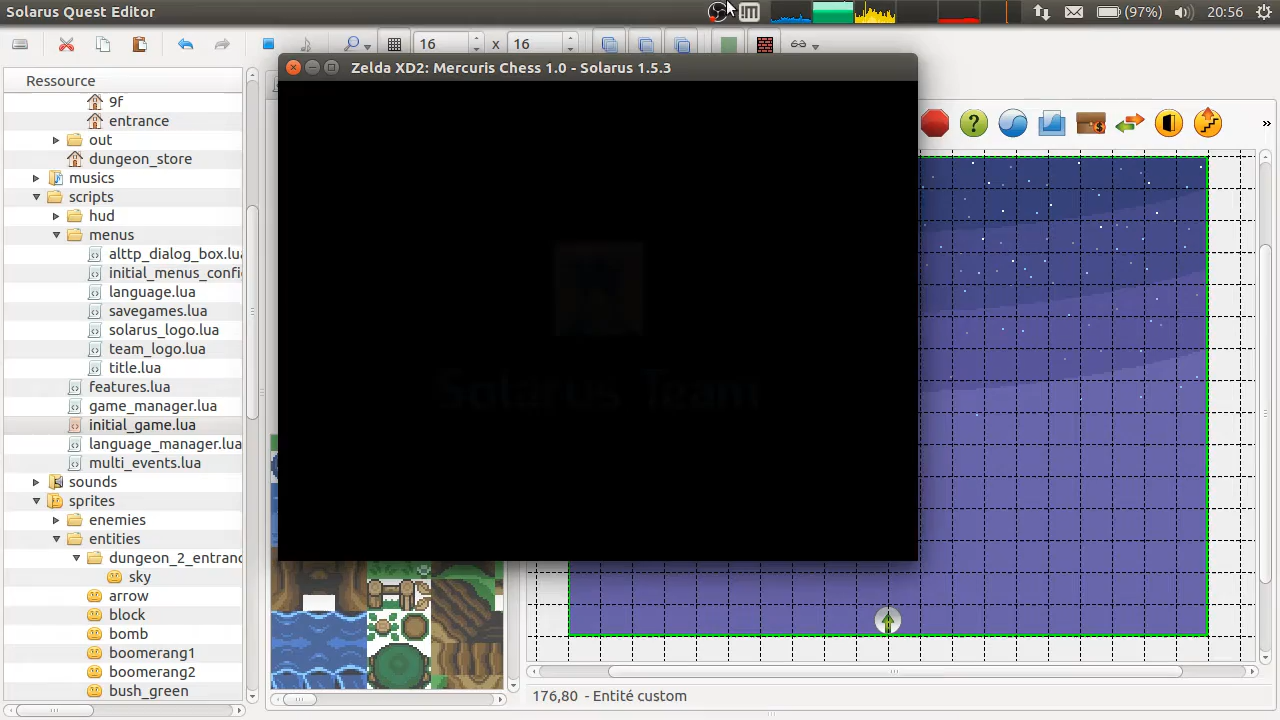 Solarus Quest Editor
(97%)
20:56
16 x 16
Zelda XD2: Mercuris Chess 1.0 - Solarus 1.5.3
Ressource
9f
entrance
out
dungeon_store
musics
scripts
hud
menus
alttp_dialog_box.lua
initial_menus_confi
language.lua
savegames.lua
solarus_logo.lua
team_logo.lua
title.lua
features.lua
game_manager.lua
initial_game.lua
language_manager.lua
multi_events.lua
sounds
sprites
enemies
entities
dungeon_2_entranc
sky
arrow
block
bomb
boomerang1
boomerang2
bush_green
Solarus Team
»
176,80 - Entité custom